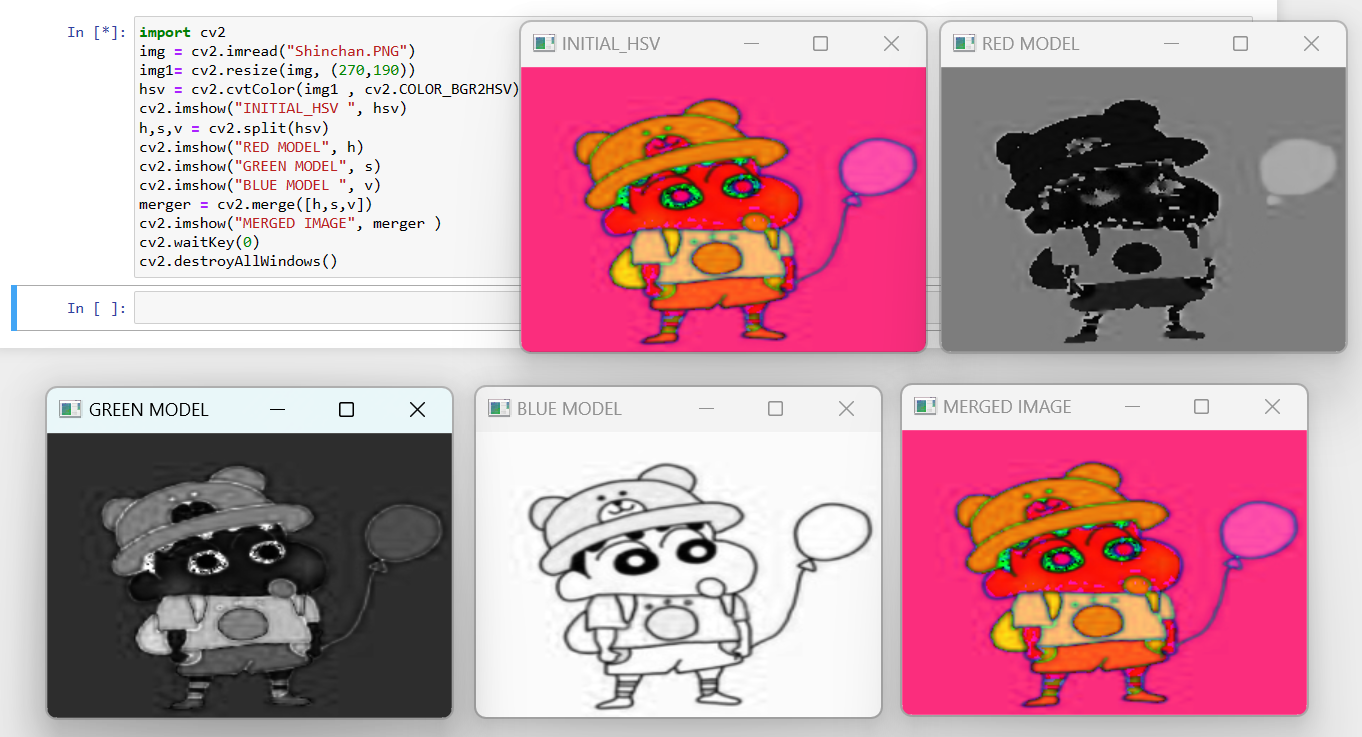 In [*]:
import cv2
img = cv2.imread("Shinchan.PNG")
img1= cv2.resize(img, (270,190))
hsv = cv2.cvtColor(img1 , cv2.COLOR_BGR2HSV)
cv2.imshow("INITIAL_HSV ", hsv)
h,s,v = cv2.split(hsv)
cv2.imshow("RED MODEL", h)
cv2.imshow("GREEN MODEL", s)
cv2.imshow("BLUE MODEL ", v)
merger = cv2.merge([h,s,v])
cv2.imshow("MERGED IMAGE", merger )
cv2.waitKey(0)
cv2.destroyAllWindows()
In [ ]:
INITIAL_HSV
RED MODEL
GREEN MODEL
BLUE MODEL
MERGED IMAGE